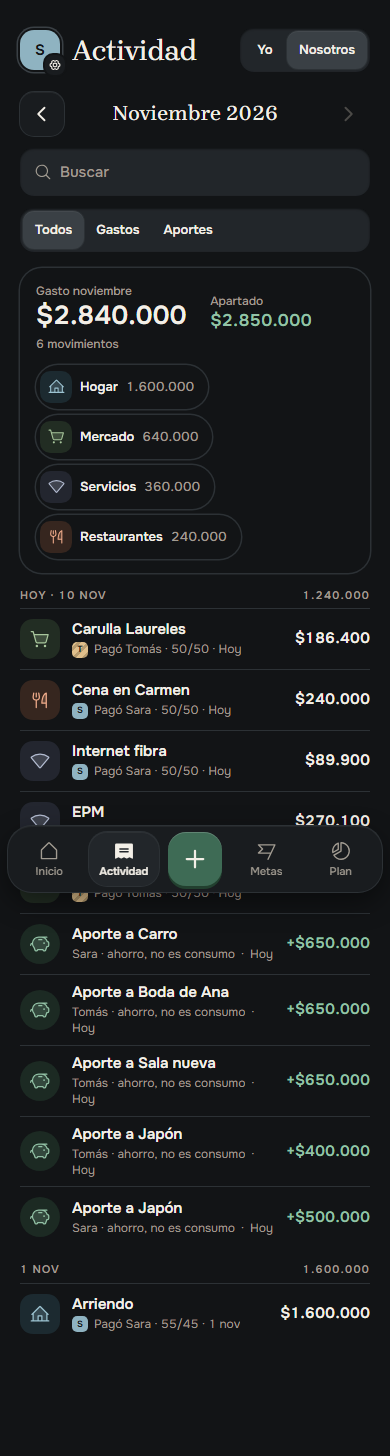 S
Actividad
Yo
Nosotros
Noviembre 2026
Buscar
Todos
Gastos
Aportes
Gasto noviembre
$2.840.000
Apartado
$2.850.000
6 movimientos
Hogar 1.600.000
Mercado 640.000
Servicios 360.000
Restaurantes 240.000
HOY · 10 NOV
1.240.000
Carulla Laureles
$186.400
T Pagó Tomás · 50/50 · Hoy
Cena en Carmen
$240.000
S Pagó Sara · 50/50 · Hoy
Internet fibra
$89.900
S Pagó Sara · 50/50 · Hoy
EPM
$270.100
Inicio
Actividad
Metas
Plan
Pagó Tomás · 50/50 · Hoy
Aporte a Carro
+$650.000
Sara · ahorro, no es consumo · Hoy
Aporte a Boda de Ana
+$650.000
Tomás · ahorro, no es consumo ·
Hoy
Aporte a Sala nueva
+$650.000
Tomás · ahorro, no es consumo ·
Hoy
Aporte a Japón
+$400.000
Tomás · ahorro, no es consumo ·
Hoy
Aporte a Japón
+$500.000
Sara · ahorro, no es consumo · Hoy
1 NOV
1.600.000
Arriendo
$1.600.000
S Pagó Sara · 55/45 · 1 nov